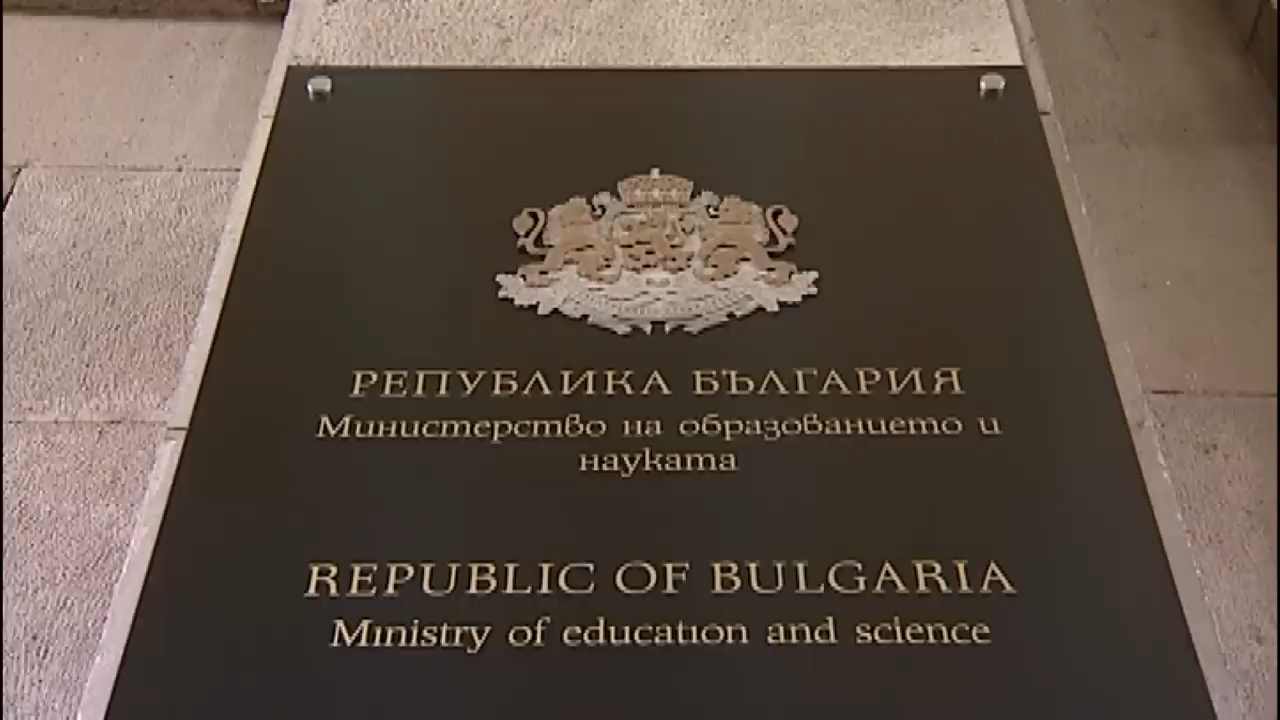 РЕПУБЛИКА БЪЛГАРИЯ
Министерство на образованието и
науката
REPUBLIC OF BULGARIA
Ministry of education and science